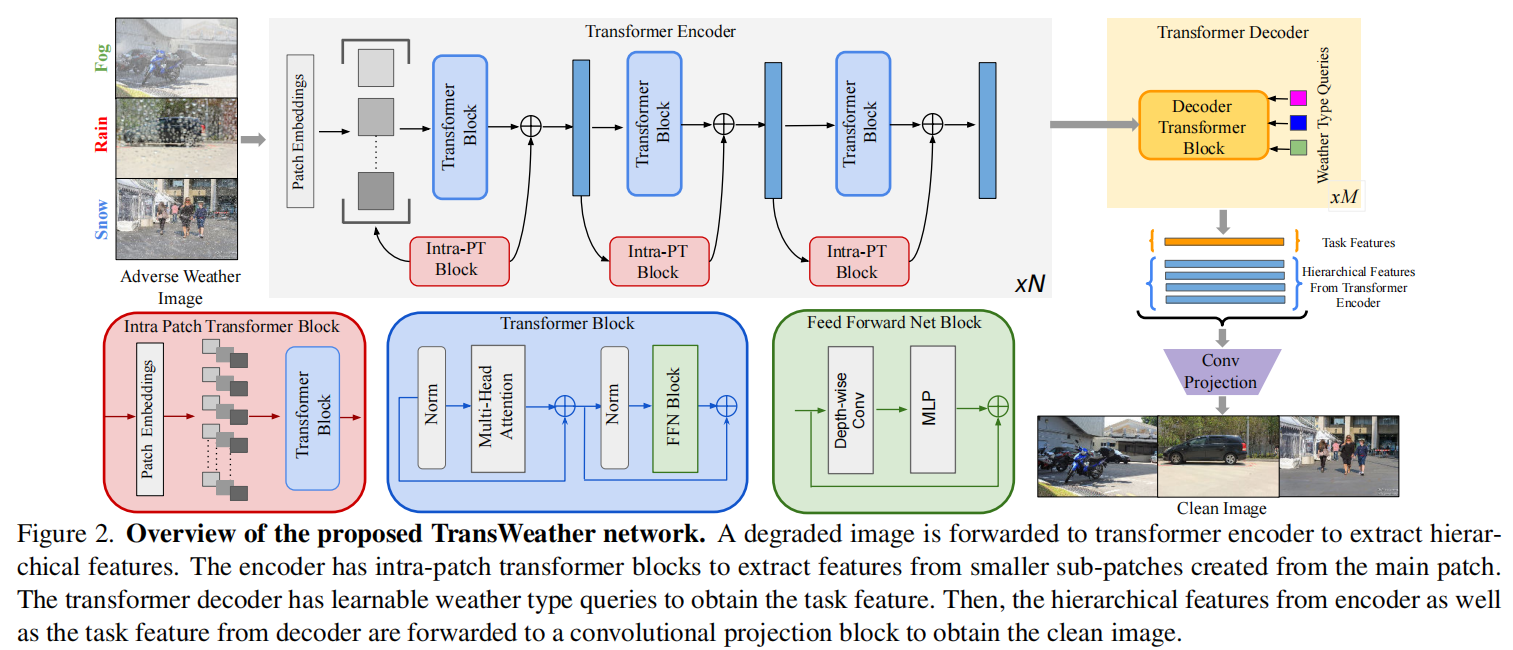 Fog
Rain
Snow
Adverse Weather
Image
Transformer Encoder
Patch Embeddings
Transformer
Block
Transformer
Block
Transformer
Block
Intra-PT
Block
Intra-PT
Block
Intra-PT
Block
xN
Transformer Decoder
Decoder
Transformer
Block
Weather Type Queries
xM
Task Features
Hierarchical Features
From Transformer
Encoder
Conv
Projection
Clean Image
Intra Patch Transformer Block
Patch Embeddings
Transformer
Block
Transformer Block
Norm
Multi-Head
Attention
Norm
FFN Block
Feed Forward Net Block
Depth-wise
Conv
MLP
Figure 2. Overview of the proposed TransWeather network. A degraded image is forwarded to transformer encoder to extract hierar-
chical features. The encoder has intra-patch transformer blocks to extract features from smaller sub-patches created from the main patch.
The transformer decoder has learnable weather type queries to obtain the task feature. Then, the hierarchical features from encoder as well
as the task feature from decoder are forwarded to a convolutional projection block to obtain the clean image.